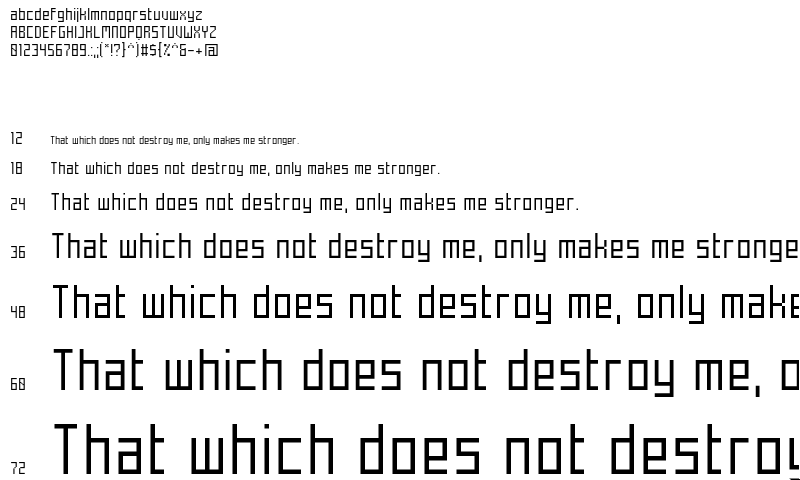 abcdefghijklmnopqrstuvwxyz
ABCDEFGHIJKLMNOPQRSTUVWXYZ
0123456789.:,;(*!?}^)#${%^&-+@
12 That which does not destroy me, only makes me stronger.
18 That which does not destroy me, only makes me stronger.
24 That which does not destroy me, only makes me stronger.
36 That which does not destroy me, only makes me stronge
48 That which does not destroy me, only make
60 That which does not destroy me, o
72 That which does not destroy